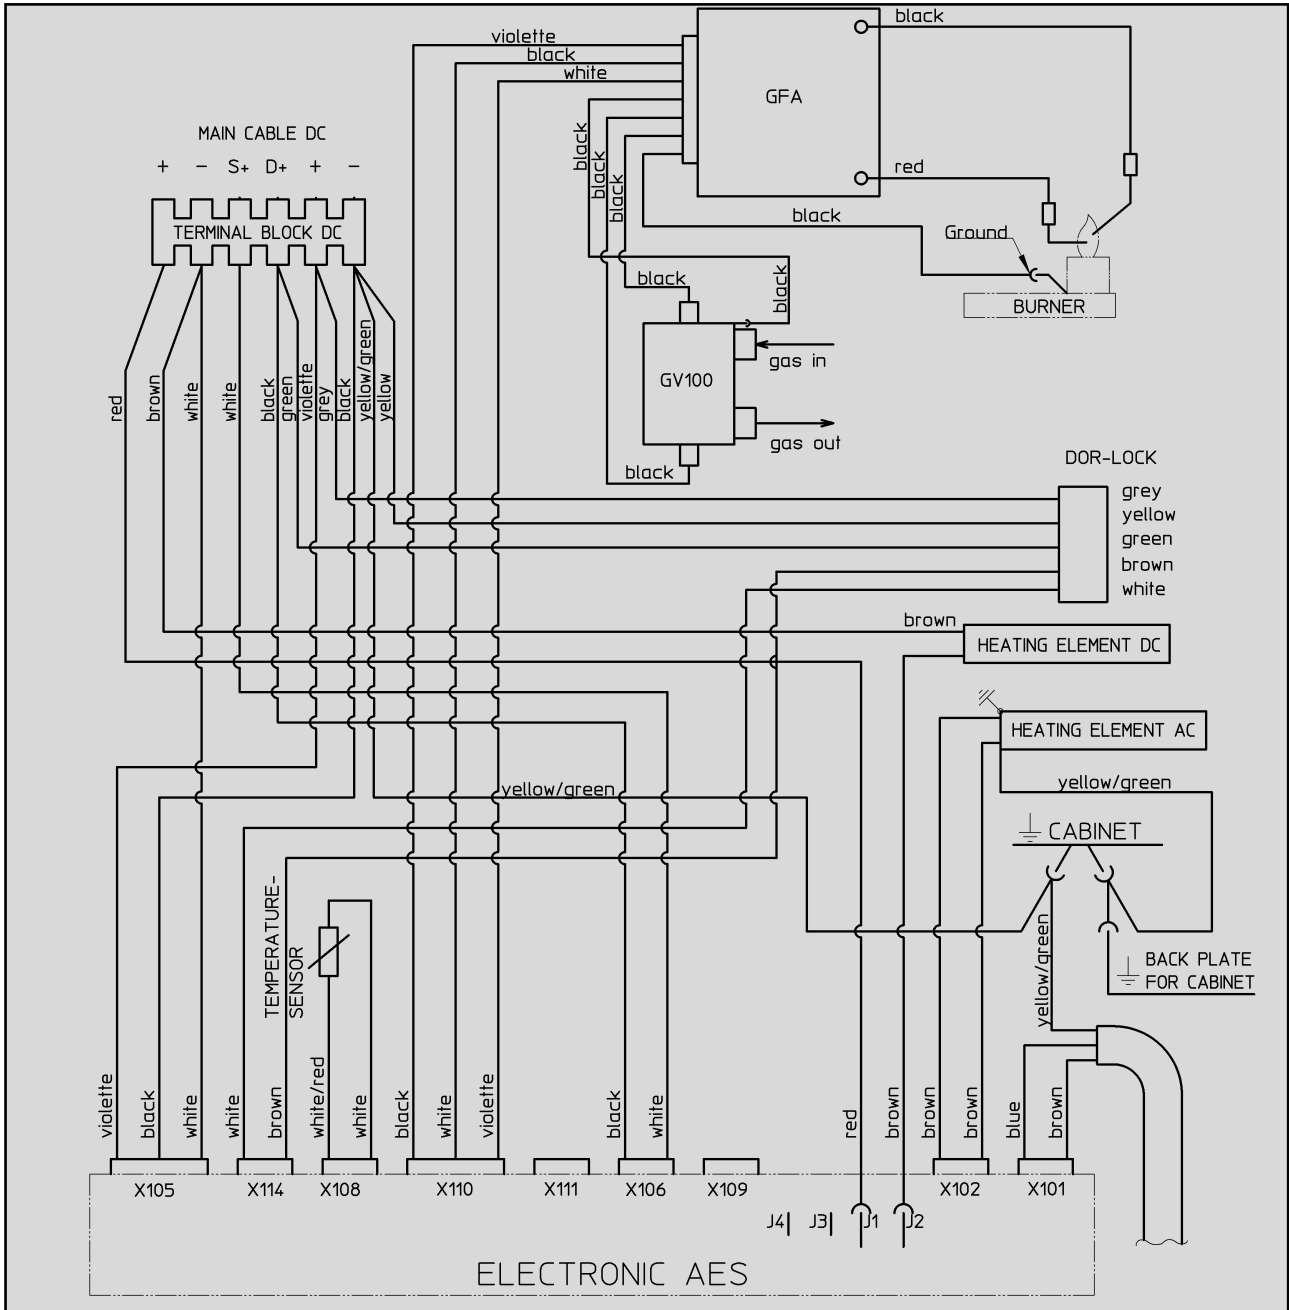 violette
black
white
GFA
black
red
black
black
black
black
black
black
black
Ground
BURNER
MAIN CABLE DC
+ – S+ D+ + –
TERMINAL BLOCK DC
red
brown
white
white
black
green
violette
grey
black
yellow/green
yellow
GV100
gas in
gas out
DOR-LOCK
grey
yellow
green
brown
white
brown
HEATING ELEMENT DC
HEATING ELEMENT AC
yellow/green
yellow/green
CABINET
yellow/green
BACK PLATE
FOR CABINET
TEMPERATURE-
SENSOR
violette
black
white
white
brown
white/red
white
black
white
violette
black
white
red
brown
brown
brown
blue
brown
X105
X114
X108
X110
X111
X106
X109
X102
X101
J4
J3
J1
J2
ELECTRONIC AES